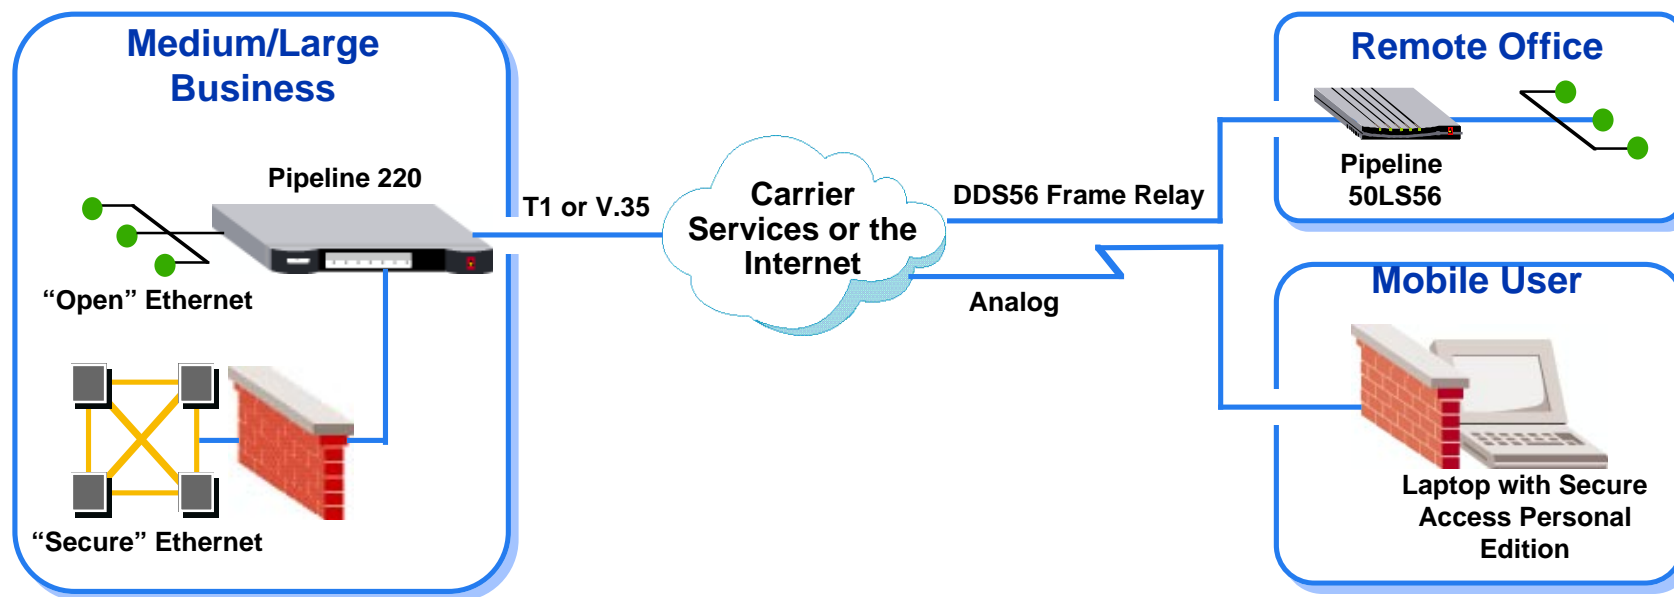 Medium/Large
Business
Pipeline 220
“Open” Ethernet
“Secure” Ethernet
T1 or V.35
Carrier
Services or the
Internet
DDS56 Frame Relay
Analog
Remote Office
Pipeline
50LS56
Mobile User
Laptop with Secure
Access Personal
Edition